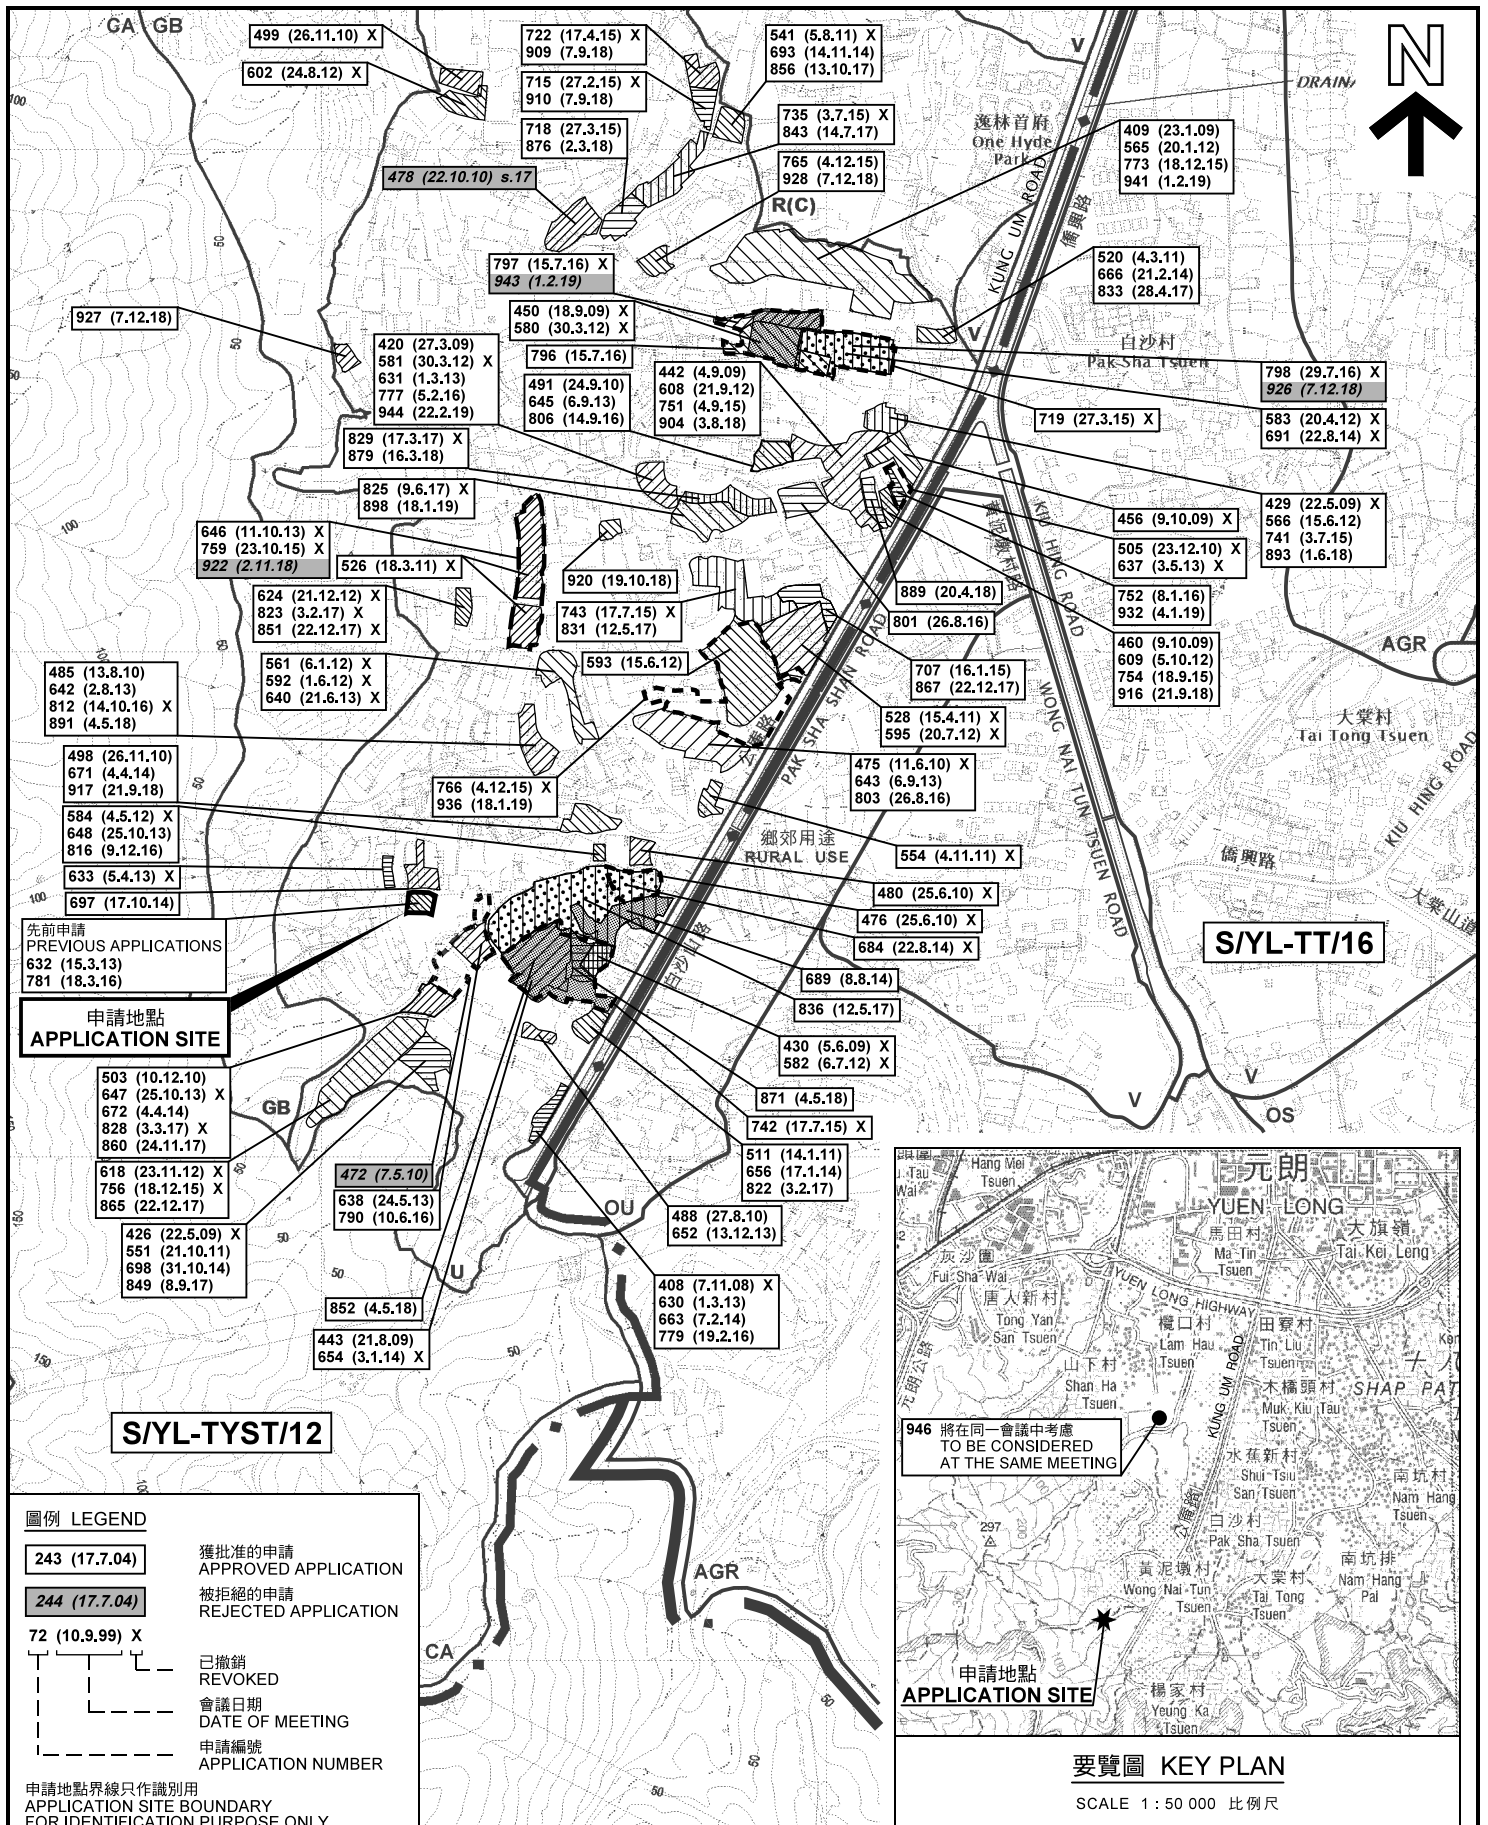 CA
GB
499 (26.11.10) X
602 (24.8.12) X
722 (17.4.15) X
909 (7.9.18)
715 (27.2.15) X
910 (7.9.18)
718 (27.3.15)
876 (2.3.18)
478 (22.10.10) s.17
541 (5.8.11) X
693 (14.11.14)
856 (13.10.17)
735 (3.7.15) X
843 (14.7.17)
765 (4.12.15)
928 (7.12.18)
R(C)
V
N
逸林首府
One Hyde
Park
409 (23.1.09)
565 (20.1.12)
773 (18.12.15)
941 (1.2.19)
KUNG UM ROAD
僑興路
520 (4.3.11)
666 (21.2.14)
833 (28.4.17)
797 (15.7.16) X
943 (1.2.19)
450 (18.9.09) X
580 (30.3.12) X
796 (15.7.16)
491 (24.9.10)
645 (6.9.13)
806 (14.9.16)
927 (7.12.18)
420 (27.3.09)
581 (30.3.12) X
631 (1.3.13)
777 (5.2.16)
944 (22.2.19)
442 (4.9.09)
608 (21.9.12)
751 (4.9.15)
904 (3.8.18)
V
白沙村
Pak Sha Tsuen
798 (29.7.16) X
926 (7.12.18)
719 (27.3.15) X
583 (20.4.12) X
691 (22.8.14) X
829 (17.3.17) X
879 (16.3.18)
825 (9.6.17) X
898 (18.1.19)
429 (22.5.09) X
566 (15.6.12)
741 (3.7.15)
893 (1.6.18)
456 (9.10.09) X
505 (23.12.10) X
637 (3.5.13) X
646 (11.10.13) X
759 (23.10.15) X
922 (2.11.18)
526 (18.3.11) X
920 (19.10.18)
889 (20.4.18)
752 (8.1.16)
932 (4.1.19)
624 (21.12.12) X
823 (3.2.17) X
851 (22.12.17) X
743 (17.7.15) X
831 (12.5.17)
801 (26.8.16)
460 (9.10.09)
609 (5.10.12)
754 (18.9.15)
916 (21.9.18)
KIU HING ROAD
AGR
561 (6.1.12) X
592 (1.6.12) X
640 (21.6.13) X
593 (15.6.12)
707 (16.1.15)
867 (22.12.17)
485 (13.8.10)
642 (2.8.13)
812 (14.10.16) X
891 (4.5.18)
528 (15.4.11) X
595 (20.7.12) X
公庵路
PAK SHA SHAN ROAD
WONG NAI TUN TSUEN ROAD
大棠村
Tai Tong Tsuen
KIU HING ROAD
498 (26.11.10)
671 (4.4.14)
917 (21.9.18)
766 (4.12.15) X
936 (18.1.19)
475 (11.6.10) X
643 (6.9.13)
803 (26.8.16)
584 (4.5.12) X
648 (25.10.13)
816 (9.12.16)
鄉郊用途
RURAL USE
554 (4.11.11) X
僑興路
大棠山道
633 (5.4.13) X
697 (17.10.14)
480 (25.6.10) X
476 (25.6.10) X
684 (22.8.14) X
先前申請
PREVIOUS APPLICATIONS
632 (15.3.13)
781 (18.3.16)
白沙山路
S/YL-TT/16
689 (8.8.14)
836 (12.5.17)
申請地點
APPLICATION SITE
430 (5.6.09) X
582 (6.7.12) X
503 (10.12.10)
647 (25.10.13) X
672 (4.4.14)
828 (3.3.17) X
860 (24.11.17)
GB
871 (4.5.18)
742 (17.7.15) X
V
V
OS
618 (23.11.12) X
756 (18.12.15) X
865 (22.12.17)
472 (7.5.10)
638 (24.5.13)
790 (10.6.16)
511 (14.1.11)
656 (17.1.14)
822 (3.2.17)
OU
488 (27.8.10)
652 (13.12.13)
426 (22.5.09) X
551 (21.10.11)
698 (31.10.14)
849 (8.9.17)
U
408 (7.11.08) X
630 (1.3.13)
663 (7.2.14)
779 (19.2.16)
852 (4.5.18)
443 (21.8.09)
654 (3.1.14) X
S/YL-TYST/12
AGR
CA
圖例 LEGEND
243 (17.7.04)
獲批准的申請
APPROVED APPLICATION
244 (17.7.04)
被拒絕的申請
REJECTED APPLICATION
72 (10.9.99) X
已撤銷
REVOKED
會議日期
DATE OF MEETING
申請編號
APPLICATION NUMBER
申請地點界線只作識別用
APPLICATION SITE BOUNDARY
FOR IDENTIFICATION PURPOSE ONLY
Hang Mei
Tsuen
元朗
YUEN LONG
馬田村
Ma Tin
Tsuen
大旗嶺
Tai Kei Leng
灰沙圍
Fui Sha Wai
唐人新村
Tong Yan
San Tsuen
YUEN LONG HIGHWAY
欖口村
Lam Hau
Tsuen
田寮村
Tin Liu
Tsuen
元朗公路
山下村
Shan Ha
Tsuen
KUNG UM ROAD
木橋頭村
Muk Kiu Tau
Tsuen
SHAP PAT
946 將在同一會議中考慮
TO BE CONSIDERED
AT THE SAME MEETING
水蕉新村
Shui Tsiu
San Tsuen
南坑村
Nam Hang
Tsuen
297
公庵路
白沙村
Pak Sha Tsuen
黃泥墩村
Wong Nai Tun
Tsuen
大棠村
Tai Tong
Tsuen
南坑排
Nam Hang
Pai
申請地點
APPLICATION SITE
楊家村
Yeung Ka
Tsuen
要覽圖 KEY PLAN
SCALE 1 : 50 000 比例尺